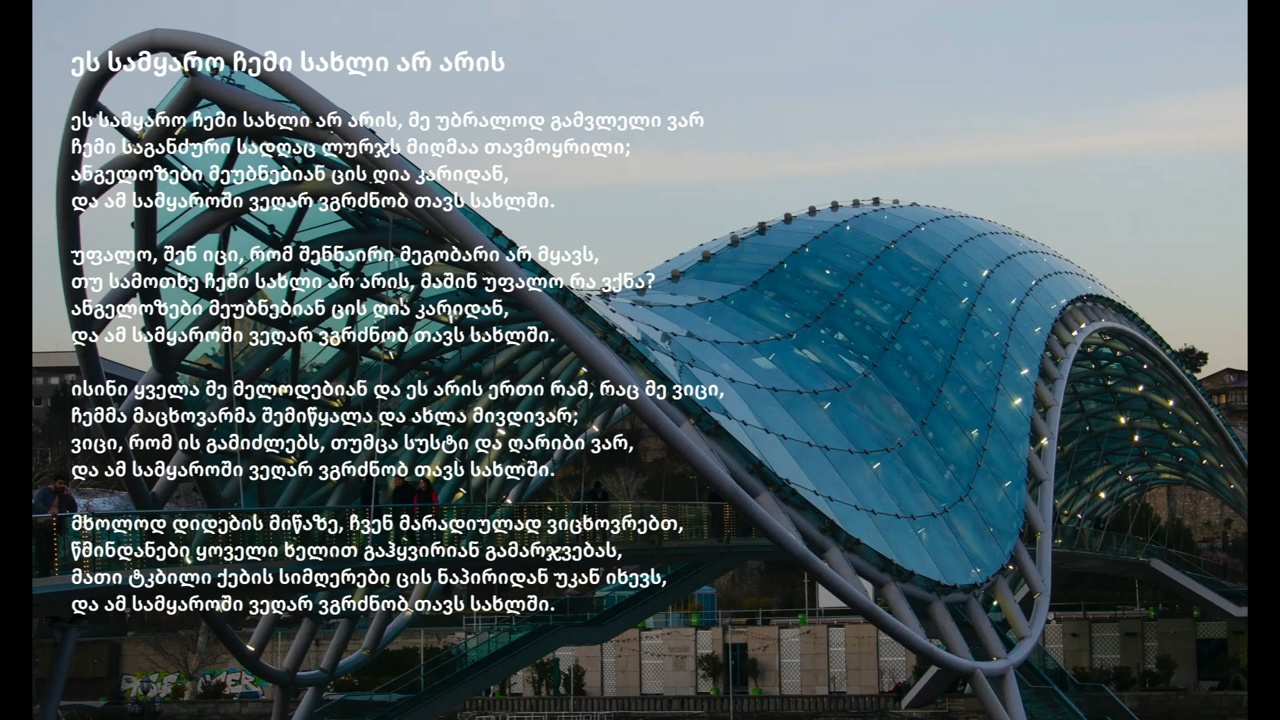 ეს სამყარო ჩემი სახლი არ არის
ეს სამყარო ჩემი სახლი არ არის, მე უბრალოდ გამვლელი ვარ
ჩემი საგანძური სადღაც ლურჯს მიღმაა თავმოყრილი;
ანგელოზები მეუბნებიან ცის ღია კარიდან,
და ამ სამყაროში ვეღარ ვგრძნობ თავს სახლში.
უფალო, შენ იცი, რომ შენნაირი მეგობარი არ მყავს,
თუ სამოთხე ჩემი სახლი არ არის, მაშინ უფალო რა ვქნა?
ანგელოზები მეუბნებიან ცის ღია კარიდან,
და ამ სამყაროში ვეღარ ვგრძნობ თავს სახლში.
ისინი ყველა მე მელოდებიან და ეს არის ერთი რამ, რაც მე ვიცი,
ჩემმა მაცხოვარმა შემიწყალა და ახლა მივდივარ;
ვიცი, რომ ის გამიძლებს, თუმცა სუსტი და ღარიბი ვარ,
და ამ სამყაროში ვეღარ ვგრძნობ თავს სახლში.
მხოლოდ დიდების მიწაზე, ჩვენ მარადიულად ვიცხოვრებთ,
წმინდანები ყოველი ხელით გაჰყვირიან გამარჯვებას,
მათი ტკბილი ქების სიმღერები ცის ნაპირიდან უკან იხევს,
და ამ სამყაროში ვეღარ ვგრძნობ თავს სახლში.